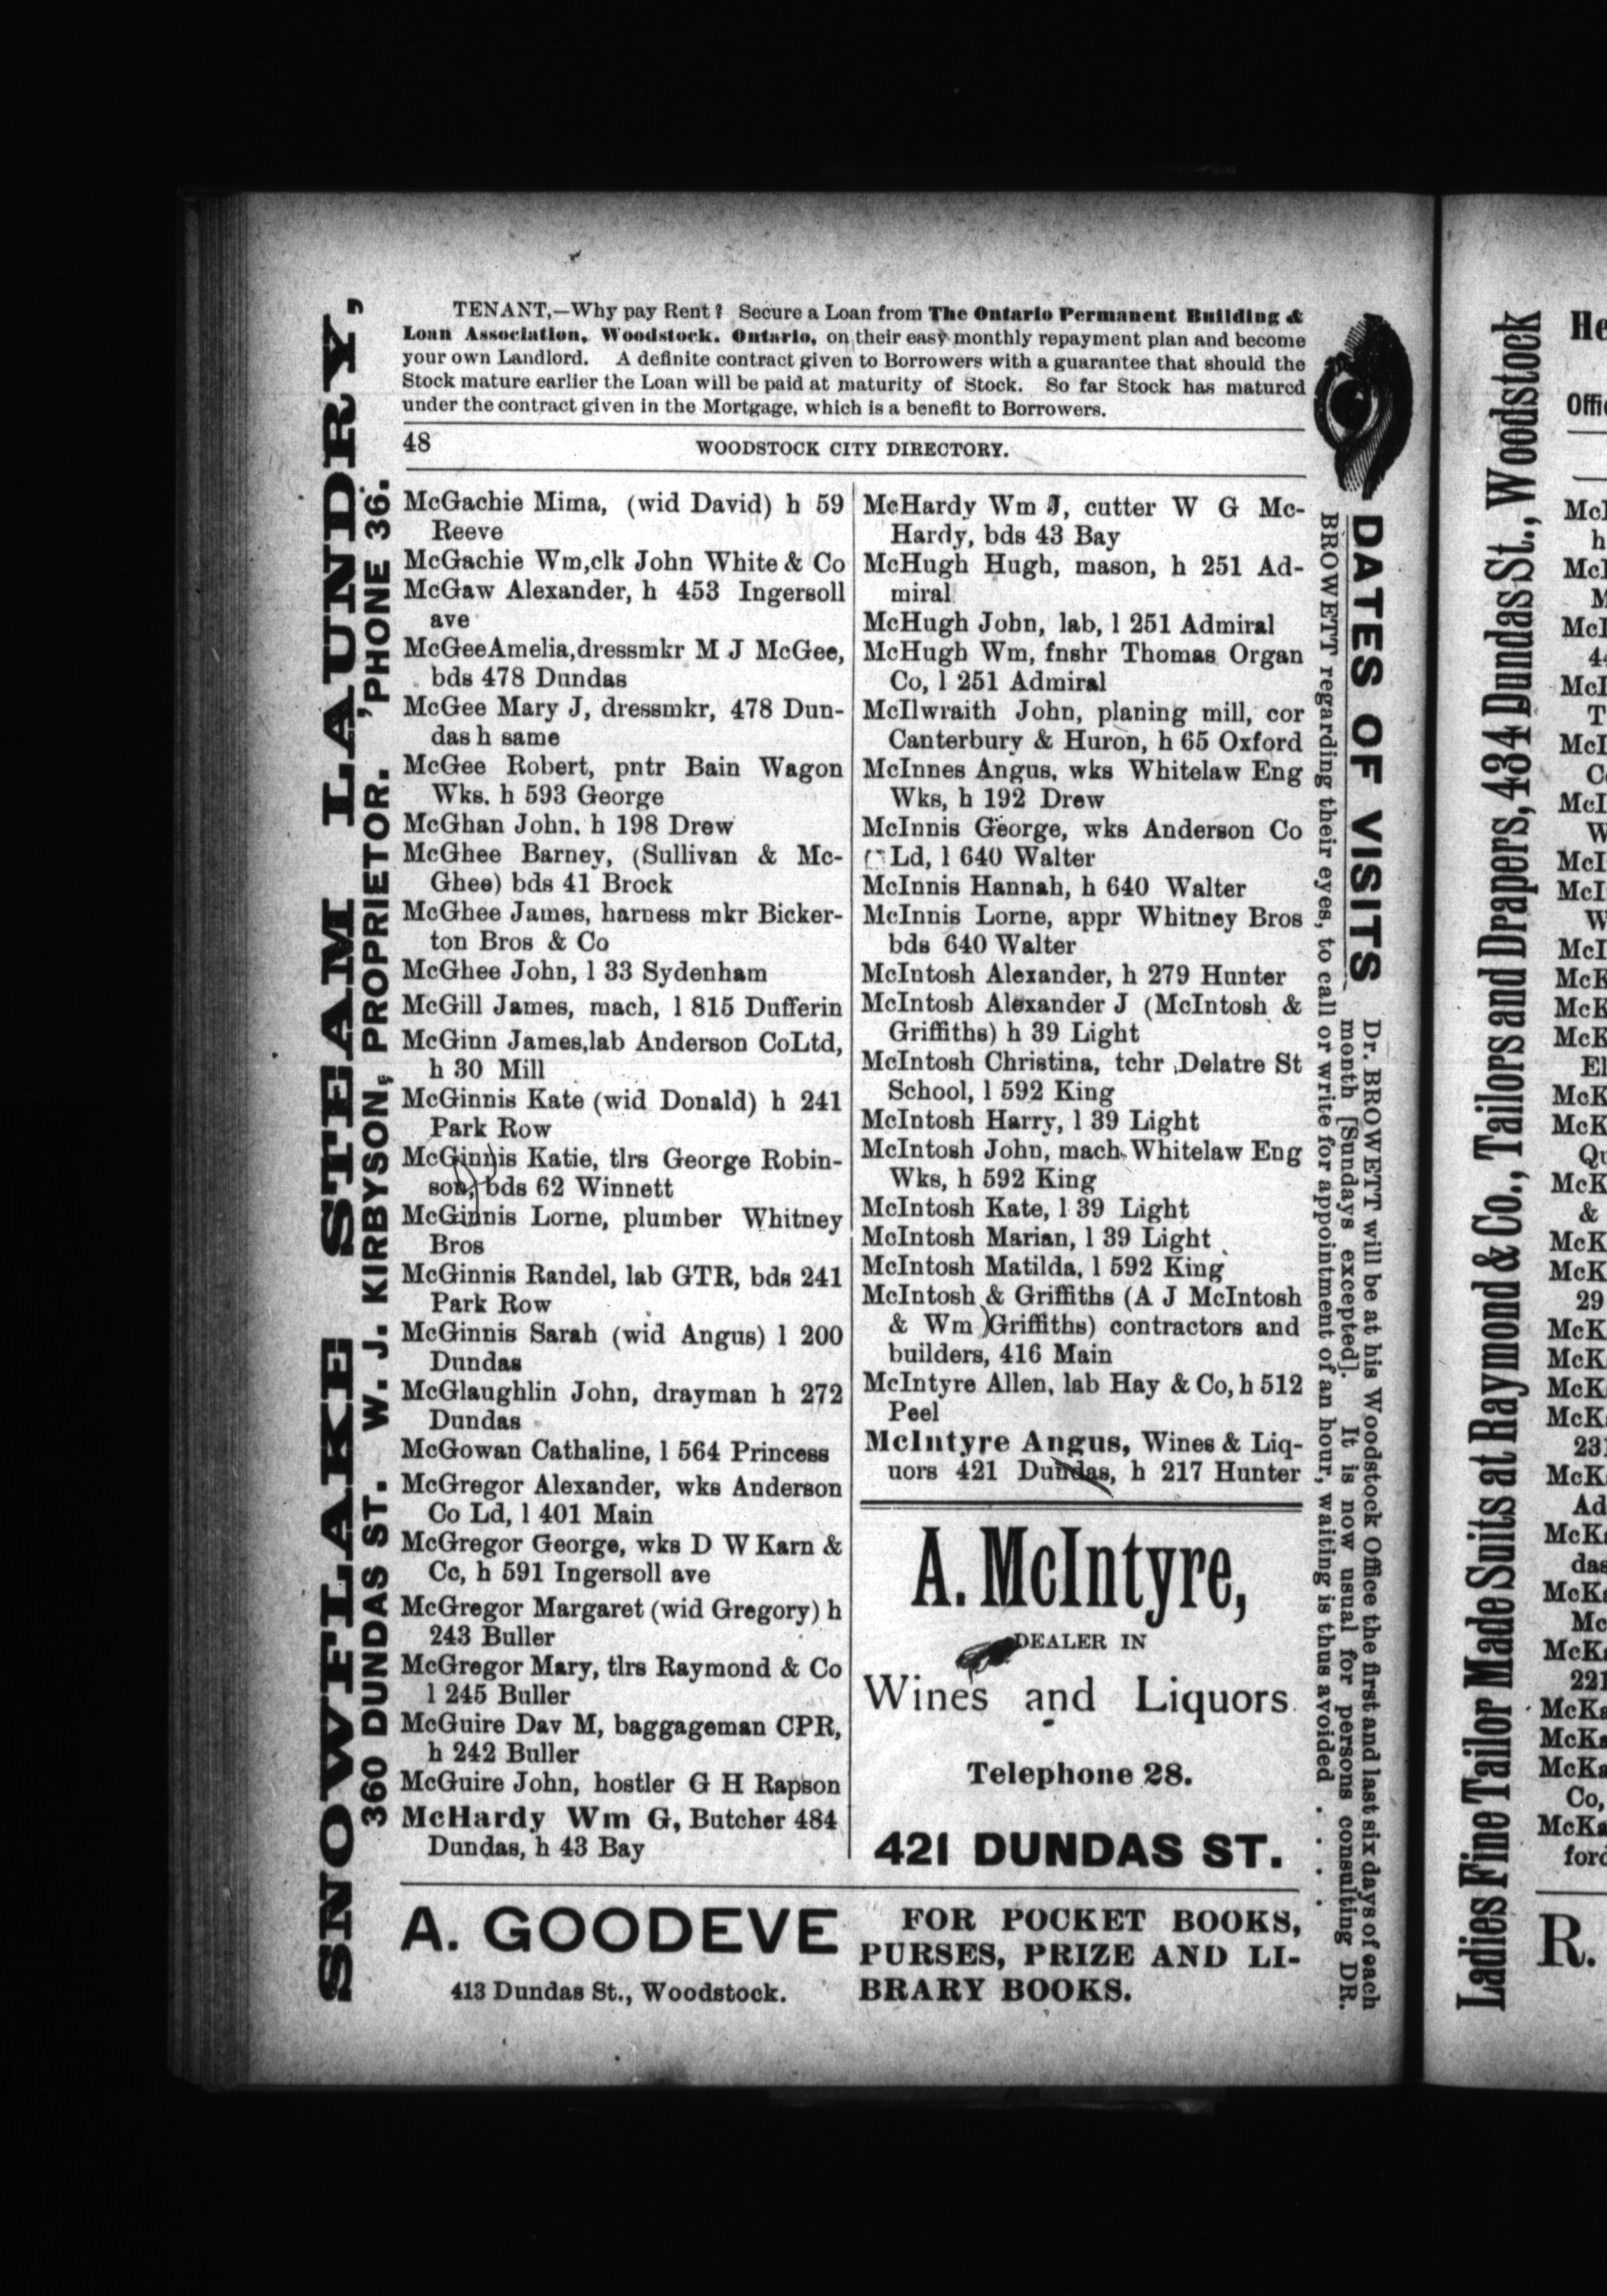 TENANT,—Why pay Rent? Secure a Loan from The Ontario Permanent Building &
Loan Association, Woodstock. Ontario, on their easy monthly repayment plan and become
your own Landlord. A definite contract given to Borrowers with a guarantee that should the
Stock mature earlier the Loan will be paid at maturity of Stock. So far Stock has matured
under the contract given in the Mortgage, which is a benefit to Borrowers.
48 WOODSTOCK CITY DIRECTORY.
McGachie Mima, (wid David) h 59
Reeve
McGachie Wm,clk John White & Co
McGaw Alexander, h 453 Ingersoll
ave
McGeeAmelia,dressmkr M J McGee,
bds 478 Dundas
McGee Mary J, dressmkr, 478 Dun-
das h same
McGee Robert, pntr Bain Wagon
Wks. h 593 George
McGhan John. h 198 Drew
McGhee Barney, (Sullivan & Mc-
Ghee) bds 41 Brock
McGhee James, harness mkr Bicker-
ton Bros & Co
McGhee John, l 33 Sydenham
McGill James, mach, l 815 Dufferin
McGinn James,lab Anderson CoLtd,
h 30 Mill
McGinnis Kate (wid Donald) h 241
Park Row
McGinnis Katie, tlrs George Robin-
son, bds 62 Winnett
McGinnis Lorne, plumber Whitney
Bros
McGinnis Randel, lab GTR, bds 241
Park Row
McGinnis Sarah (wid Angus) l 200
Dundas
McGlaughlin John, drayman h 272
Dundas
McGowan Cathaline, l 564 Princess
McGregor Alexander, wks Anderson
Co Ld, l 401 Main
McGregor George, wks D W Karn &
Cc, h 591 Ingersoll ave
McGregor Margaret (wid Gregory) h
243 Buller
McGregor Mary, tlrs Raymond & Co
l 245 Buller
McGuire Dav M, baggageman CPR,
h 242 Buller
McGuire John, hostler G H Rapson
McHardy Wm G, Butcher 484
Dundas, h 43 Bay
McHardy Wm J, cutter W G Mc-
Hardy, bds 43 Bay
McHugh Hugh, mason, h 251 Ad-
miral
McHugh John, lab, l 251 Admiral
McHugh Wm, fnshr Thomas Organ
Co, l 251 Admiral
McIlwraith John, planing mill, cor
Canterbury & Huron, h 65 Oxford
McInnes Angus, wks Whitelaw Eng
Wks, h 192 Drew
McInnis George, wks Anderson Co
Ld, l 640 Walter
McInnis Hannah, h 640 Walter
McInnis Lorne, appr Whitney Bros
bds 640 Walter
McIntosh Alexander, h 279 Hunter
McIntosh Alexander J (McIntosh &
Griffiths) h 39 Light
McIntosh Christina, tchr Delatre St
School, l 592 King
McIntosh Harry, l 39 Light
McIntosh John, mach Whitelaw Eng
Wks, h 592 King
McIntosh Kate, l 39 Light
McIntosh Marian, l 39 Light
McIntosh Matilda, l 592 King
McIntosh & Griffiths (A J McIntosh
& Wm Griffiths) contractors and
builders, 416 Main
McIntyre Allen, lab Hay & Co, h 512
Peel
McIntyre Angus, Wines & Liq-
uors 421 Dundas, h 217 Hunter
A. McIntyre,
DEALER IN
Wines and Liquors.
Telephone 28.
421 DUNDAS ST.
A. GOODEVE
413 Dundas St., Woodstock.
FOR POCKET BOOKS,
PURSES, PRIZE AND LI-
BRARY BOOKS.
SNOWFLAKE STEAM LAUNDRY,
360 DUNDAS ST. W. J. KIRBYSON, PROPRIETOR. 'PHONE 36.
DATES OF VISITS
Dr. BROWETT will be at his Woodstock Office the first and last six days of each
month [Sundays excepted]. It is now usual for persons consulting DR.
BROWETT regarding their eyes, to call or write for appointment of an hour, waiting is thus avoided . . . .
Ladies Fine Tailor Made Suits at Raymond & Co., Tailors and Drapers, 434 Dundas St., Woodstock